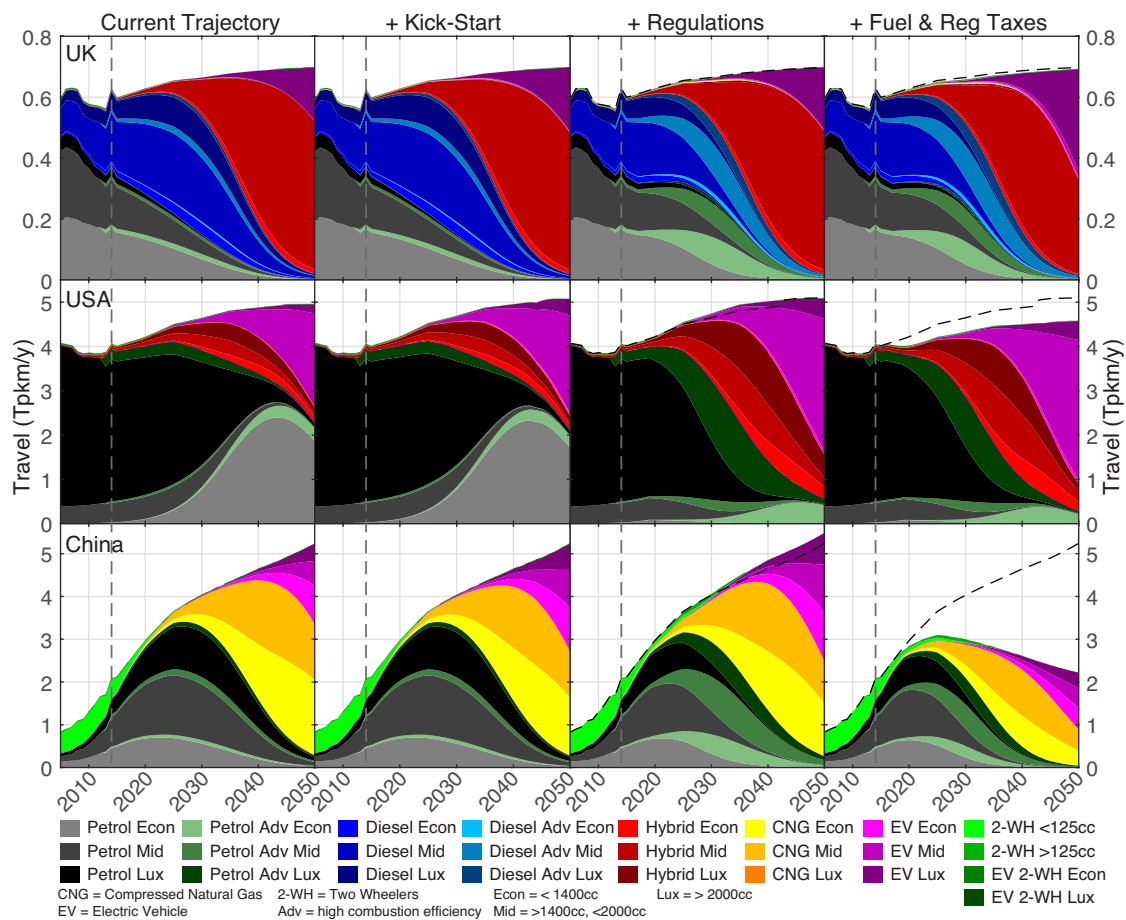 Current Trajectory + Kick-Start + Regulations + Fuel & Reg Taxes
0.8 UK 0.8
0.6 0.6
0.4 0.4
0.2 0.2
0 0
USA
5 5
4 4
3 3
2 2
1 1
0 0
Travel (Tpkm/y) Travel (Tpkm/y)
China
5 5
4 4
3 3
2 2
1 1
0 0
2010 2020 2030 2040 2050 2010 2020 2030 2040 2050 2010 2020 2030 2040 2050 2010 2020 2030 2040 2050
Petrol Econ Petrol Adv Econ Diesel Econ Diesel Adv Econ Hybrid Econ CNG Econ EV Econ 2-WH <125cc
Petrol Mid Petrol Adv Mid Diesel Mid Diesel Adv Mid Hybrid Mid CNG Mid EV Mid 2-WH >125cc
Petrol Lux Petrol Adv Lux Diesel Lux Diesel Adv Lux Hybrid Lux CNG Lux EV Lux EV 2-WH Econ
CNG = Compressed Natural Gas 2-WH = Two Wheelers Econ = < 1400cc Lux = > 2000cc EV 2-WH Lux
EV = Electric Vehicle Adv = high combustion efficiency Mid = >1400cc, <2000cc